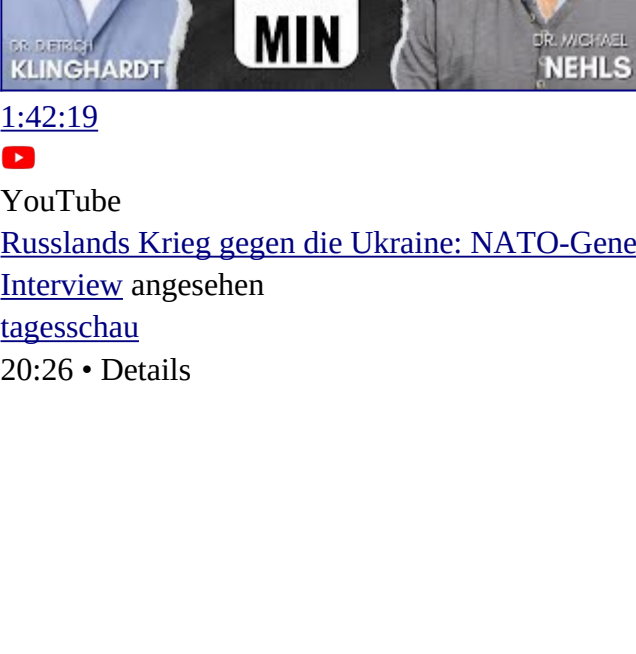 DR. DIETRICH
KLINGHARDT
MIN
DR. MICHAEL
NEHLS
1:42:19
YouTube
Russlands Krieg gegen die Ukraine: NATO-Gene
Interview angesehen
tagesschau
20:26 • Details